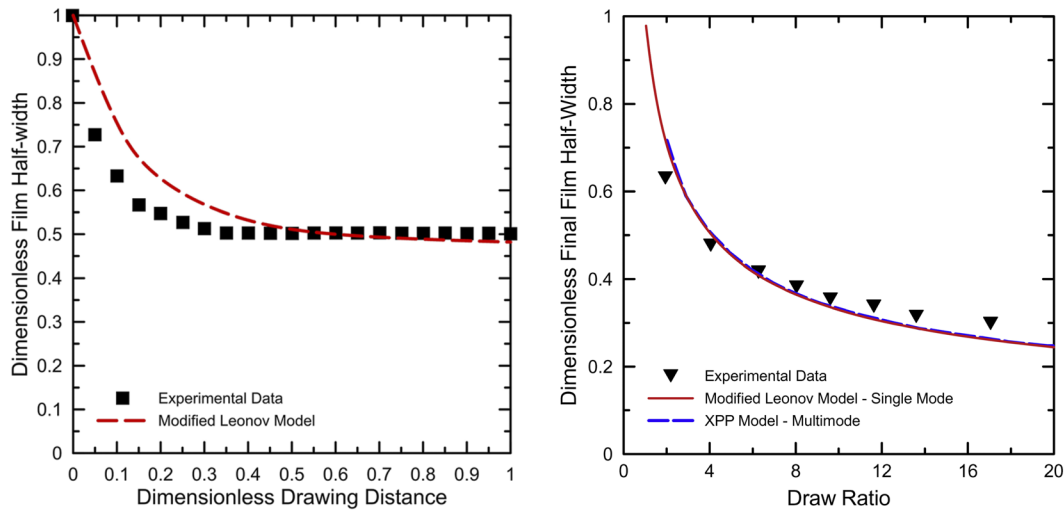 1
0.9
0.8
0.7
0.6
0.5
0.4
0.3
0.2
0.1
0
Dimensionless Film Half-width
Experimental Data
Modified Leonov Model
0 0.1 0.2 0.3 0.4 0.5 0.6 0.7 0.8 0.9 1
Dimensionless Drawing Distance
1
0.8
0.6
0.4
0.2
0
Dimensionless Final Film Half-Width
Experimental Data
Modified Leonov Model - Single Mode
XPP Model - Multimode
0 4 8 12 16 20
Draw Ratio